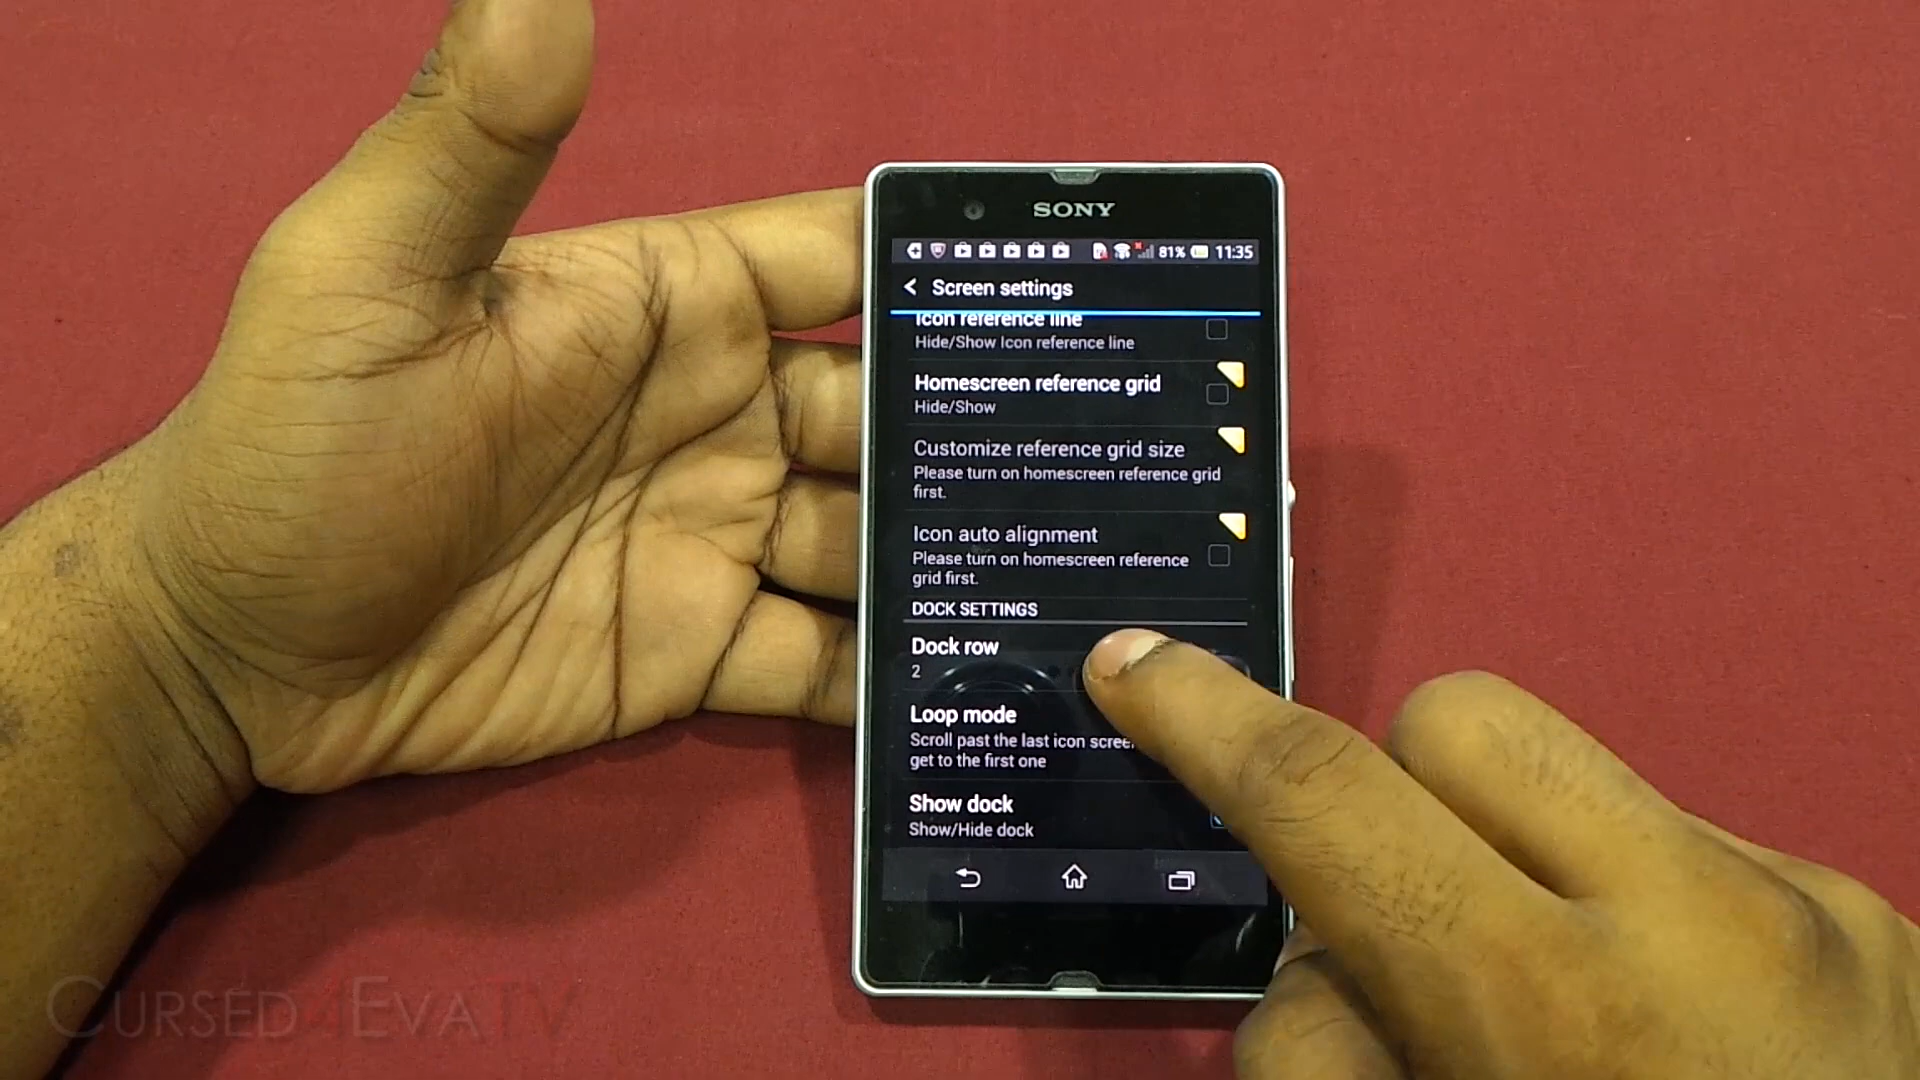 SONY
81% 11:35
Screen settings
Icon reference line
Hide/Show Icon reference line
Homescreen reference grid
Hide/Show
Customize reference grid size
Please turn on homescreen reference grid
first.
Icon auto alignment
Please turn on homescreen reference
grid first.
DOCK SETTINGS
Dock row
2
Loop mode
Scroll past the last icon screen
get to the first one
Show dock
Show/Hide dock
CURSED4EVATV